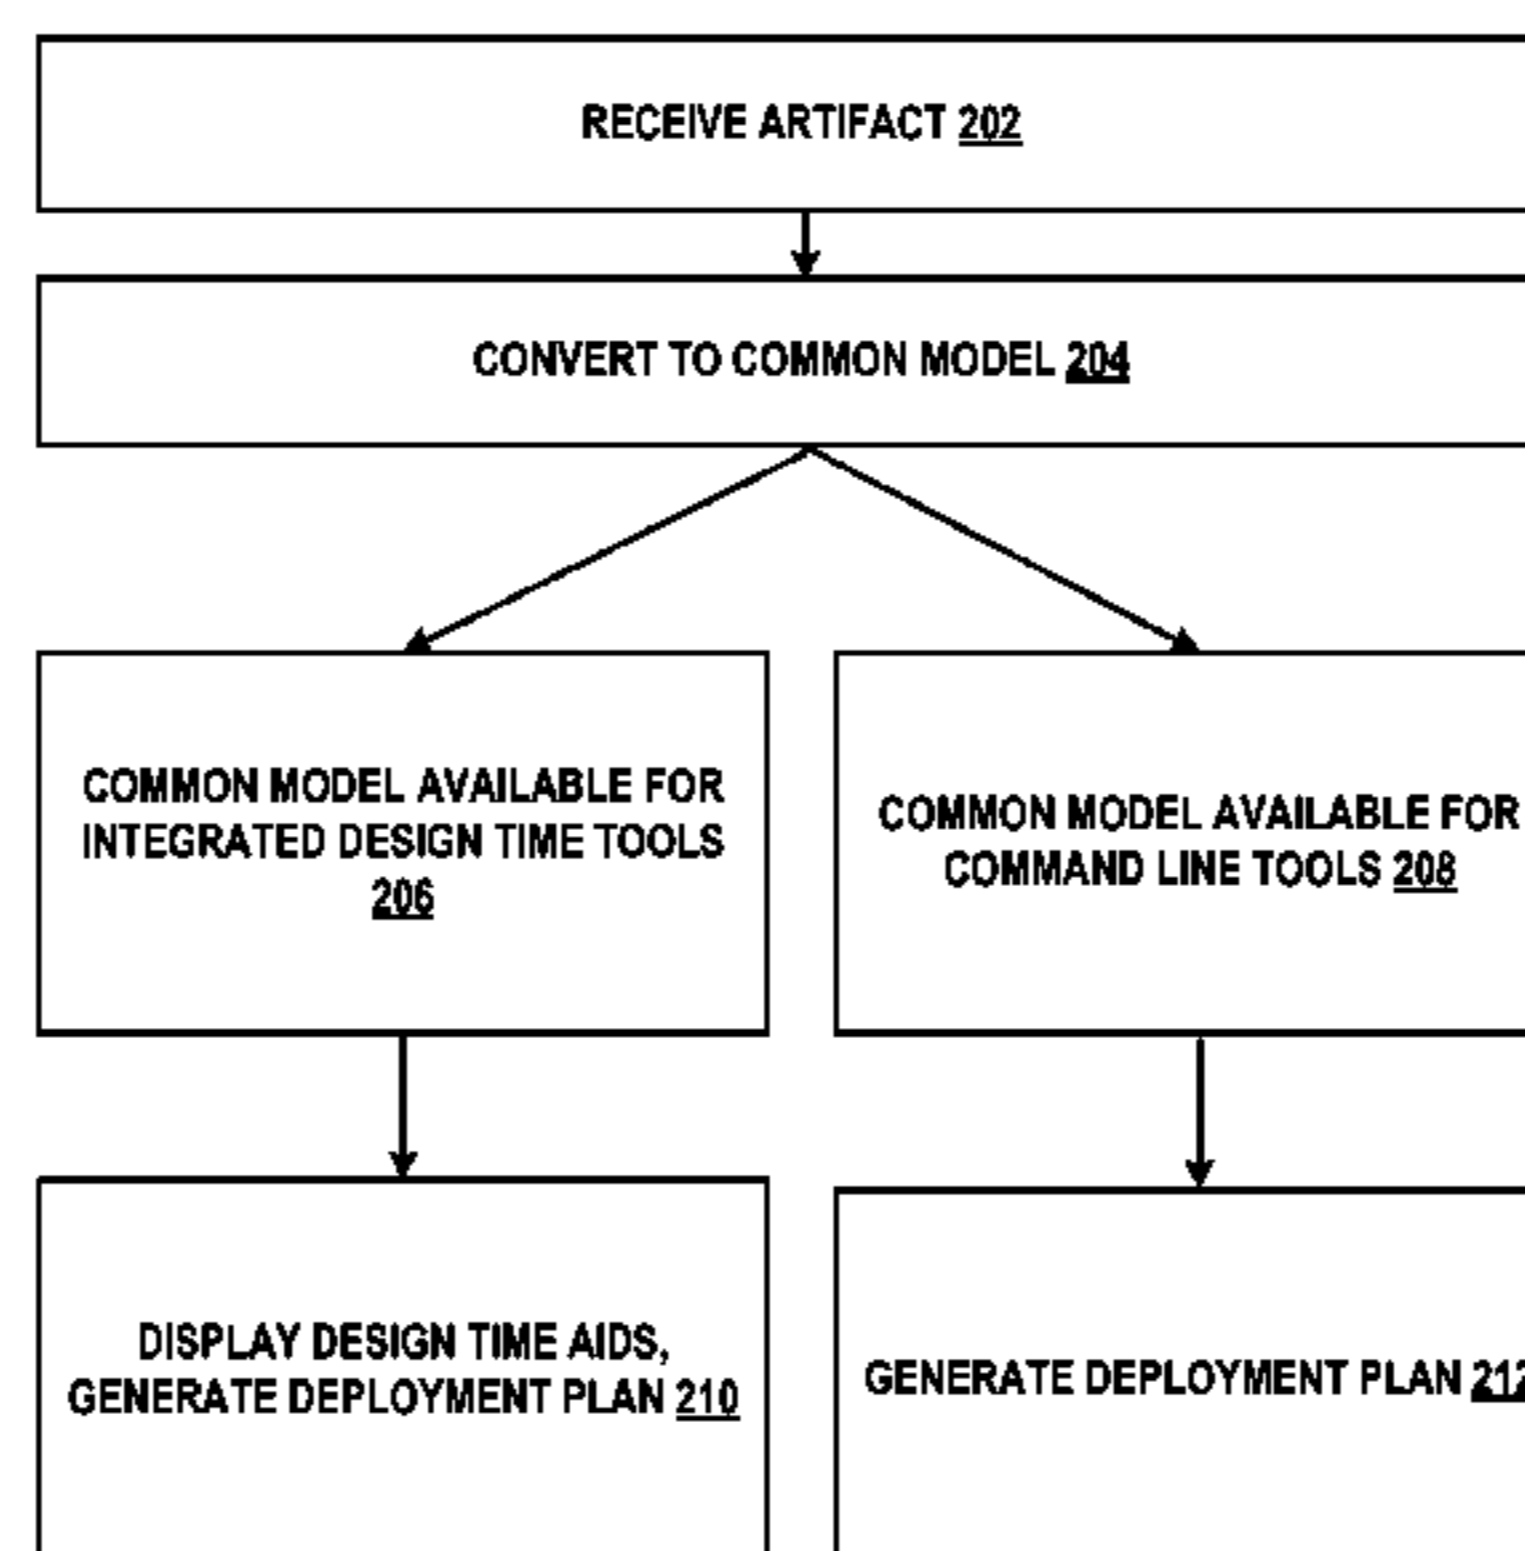 RECEIVE ARTIFACT 202
CONVERT TO COMMON MODEL 204
COMMON MODEL AVAILABLE FOR
INTEGRATED DESIGN TIME TOOLS
206
COMMON MODEL AVAILABLE FOR
COMMAND LINE TOOLS 208
DISPLAY DESIGN TIME AIDS,
GENERATE DEPLOYMENT PLAN 210
GENERATE DEPLOYMENT PLAN 212